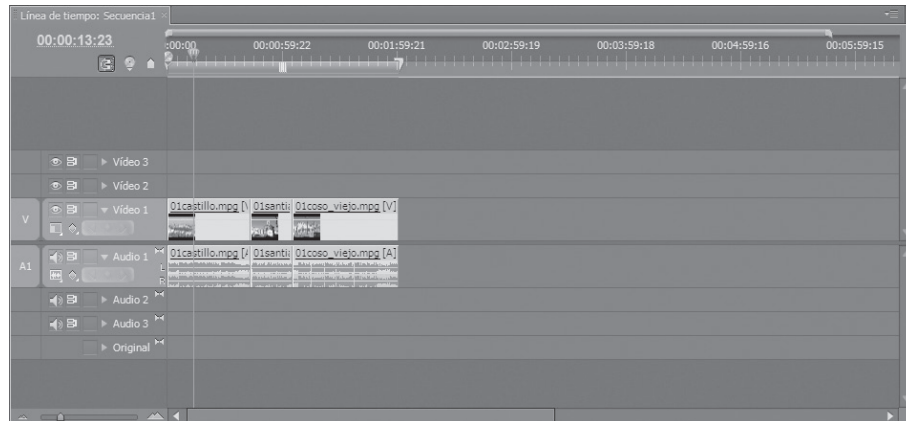 Línea de tiempo: Secuencia1 ×
00:00:13:23
:00:00 00:00:59:22 00:01:59:21 00:02:59:19 00:03:59:18 00:04:59:16 00:05:59:15
Vídeo 3
Vídeo 2
V Vídeo 1
01castillo.mpg [V 01santia 01coso_viejo.mpg [V]
A1 Audio 1
L
R
01castillo.mpg [A 01santia 01coso_viejo.mpg [A]
Audio 2
Audio 3
Original